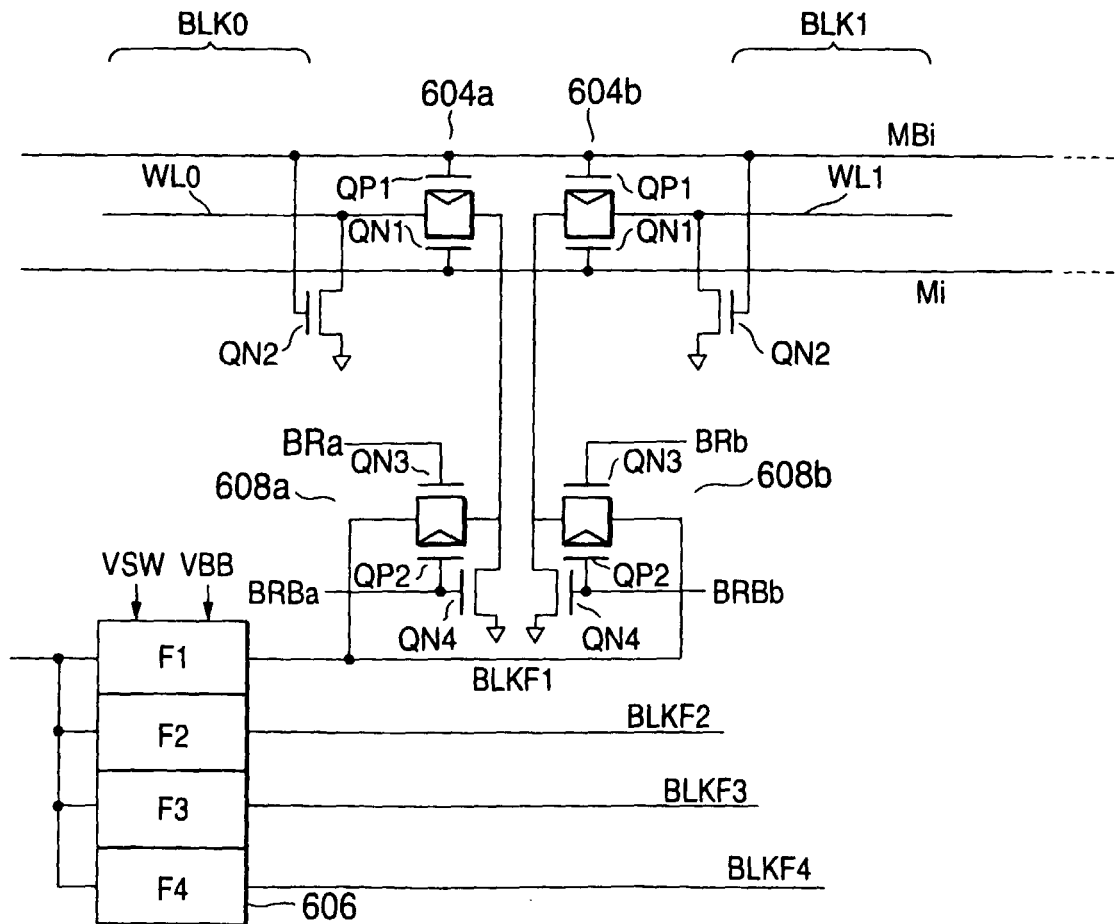 BLK0
BLK1
604a
604b
MBi
WL0
QP1
QP1
WL1
QN1
QN1
Mi
QN2
QN2
BRa
QN3
QN3
BRb
608a
608b
VSW
VBB
QP2
QP2
BRBa
BRBb
QN4
QN4
F1
BLKF1
F2
BLKF2
F3
BLKF3
F4
BLKF4
606